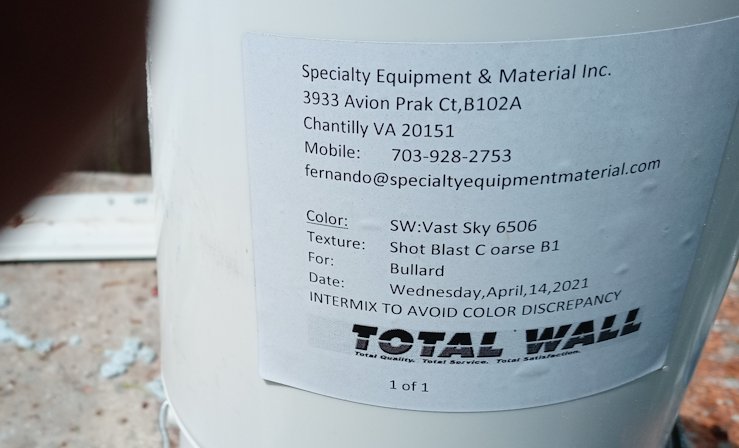 Specialty Equipment & Material Inc.
3933 Avion Prak Ct,B102A
Chantilly VA 20151
Mobile: 703-928-2753
fernando@specialtyequipmentmaterial.com
Color: SW:Vast Sky 6506
Texture: Shot Blast C oarse B1
For: Bullard
Date: Wednesday,April,14,2021
INTERMIX TO AVOID COLOR DISCREPANCY
TOTAL WALL
Total Quality. Total Service. Total Satisfaction.
1 of 1